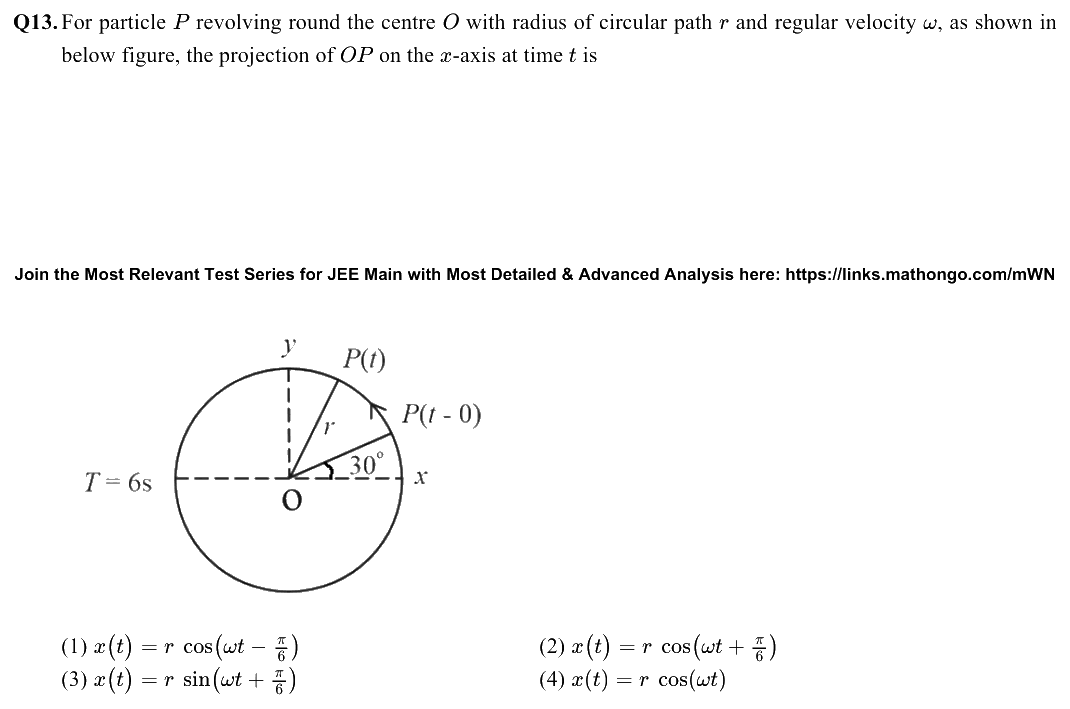 Q13. For particle P revolving round the centre O with radius of circular path r and regular velocity ω, as shown in
below figure, the projection of OP on the x-axis at time t is
Join the Most Relevant Test Series for JEE Main with Most Detailed & Advanced Analysis here: https://links.mathongo.com/mWN
y
P(t)
P(t - 0)
r
30°
x
T = 6s
O
(1) x(t) = r cos(ωt − π/6)
(2) x(t) = r cos(ωt + π/6)
(3) x(t) = r sin(ωt + π/6)
(4) x(t) = r cos(ωt)